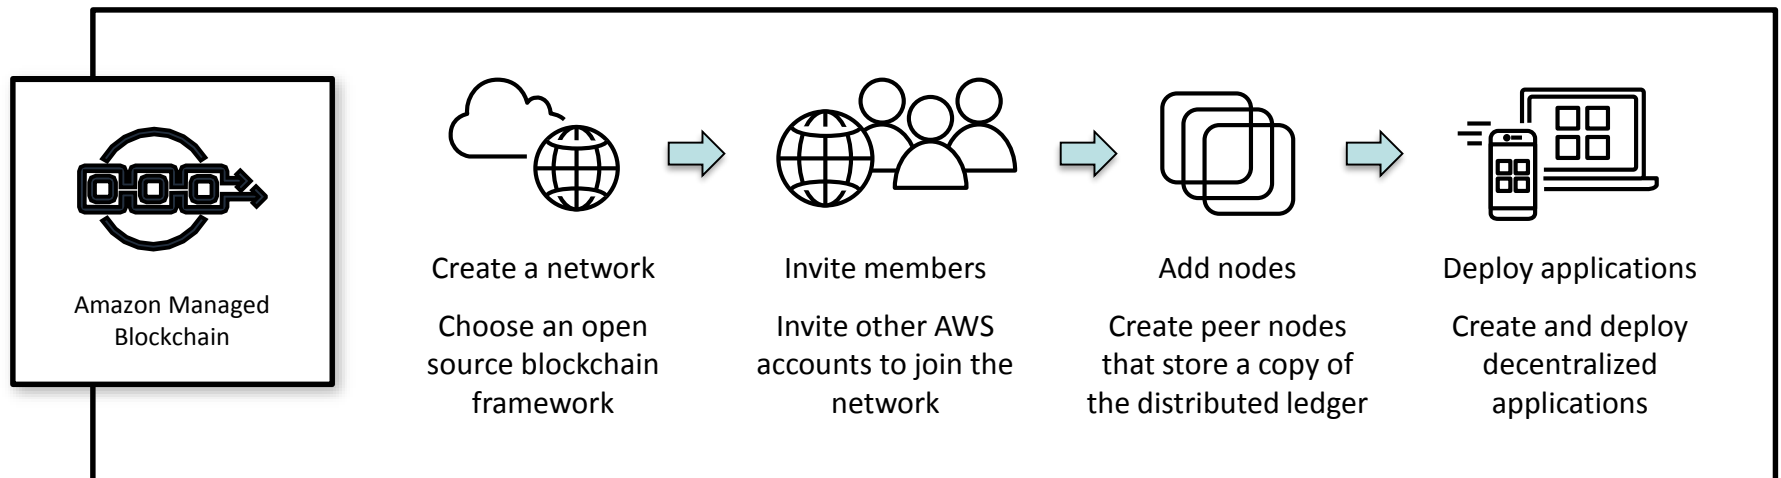 Amazon Managed
Blockchain
Create a network
Choose an open
source blockchain
framework
Invite members
Invite other AWS
accounts to join the
network
Add nodes
Create peer nodes
that store a copy of
the distributed ledger
Deploy applications
Create and deploy
decentralized
applications